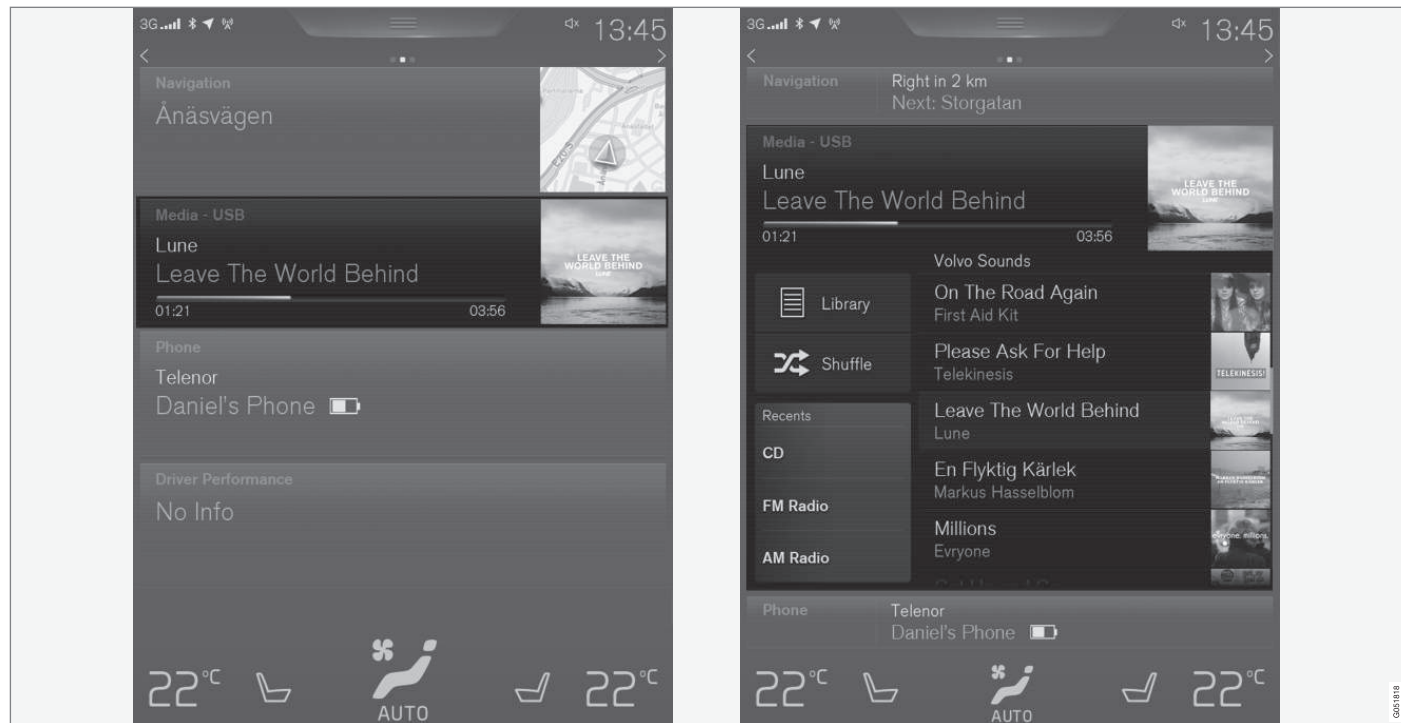 3G
13:45
Navigation
Ånäsvägen
E20 S
Media - USB
Lune
Leave The World Behind
01:21
03:56
LEAVE THE
WORLD BEHIND
LUNE
Phone
Telenor
Daniel's Phone
Driver Performance
No Info
22°C
AUTO
22°C
3G
13:45
Navigation
Right in 2 km
Next: Storgatan
Media - USB
Lune
Leave The World Behind
01:21
03:56
LEAVE THE
WORLD BEHIND
LUNE
Volvo Sounds
Library
Shuffle
Recents
CD
FM Radio
AM Radio
On The Road Again
First Aid Kit
Please Ask For Help
Telekinesis
TELEKINESIS!
Leave The World Behind
Lune
En Flyktig Kärlek
Markus Hasselblom
Millions
Evryone
evryone. millions.
Phone
Telenor
Daniel's Phone
22°C
AUTO
22°C
G051818